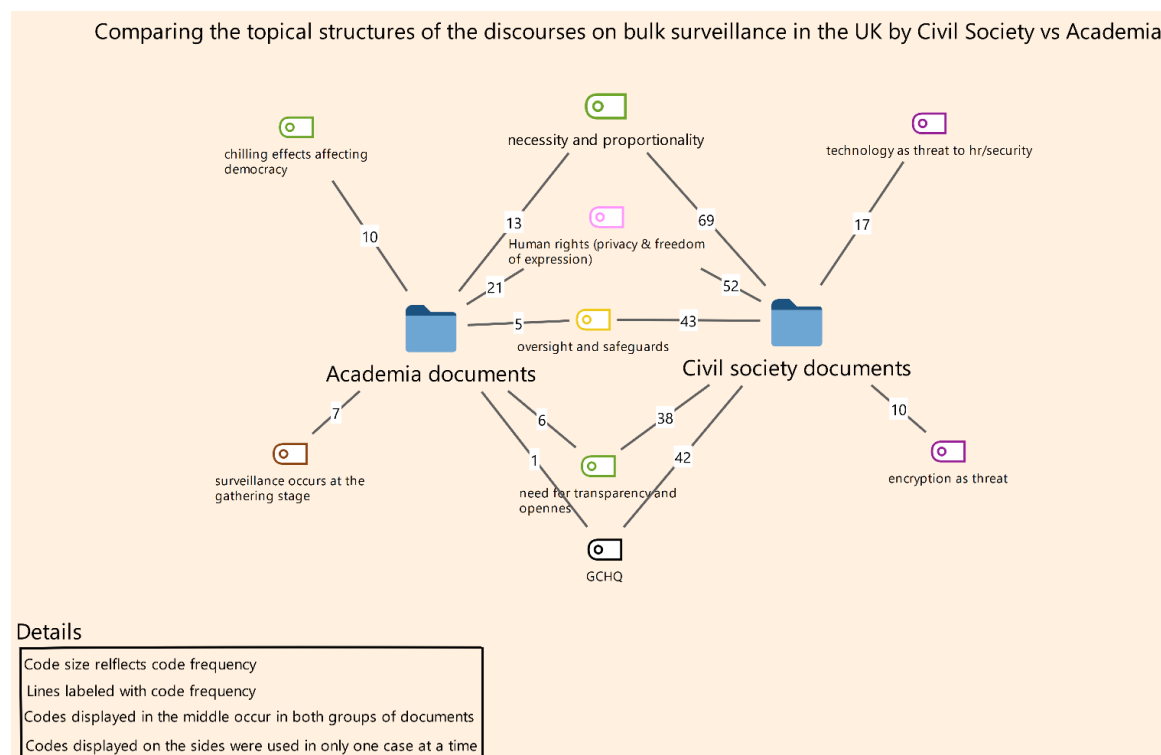 Comparing the topical structures of the discourses on bulk surveillance in the UK by Civil Society vs Academia
chilling effects affecting
democracy
necessity and proportionality
technology as threat to hr/security
10
13
69
17
Human rights (privacy & freedom
of expression)
21
52
5
43
oversight and safeguards
Academia documents
Civil society documents
7
6
38
10
1
42
surveillance occurs at the
gathering stage
need for transparency and
opennes
encryption as threat
GCHQ
Details
Code size relflects code frequency
Lines labeled with code frequency
Codes displayed in the middle occur in both groups of documents
Codes displayed on the sides were used in only one case at a time